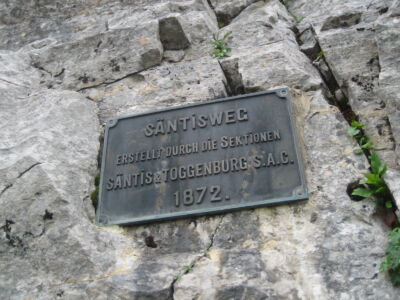 SÄNTISWEG
ERSTELLT DURCH DIE SEKTIONEN
SÄNTIS & TOGGENBURG S.A.C.
1872.